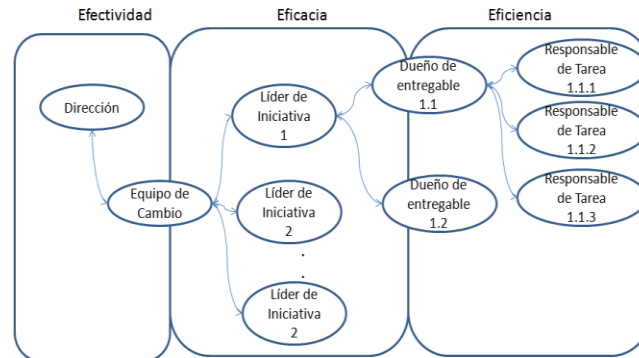 Efectividad
Eficacia
Eficiencia
Dirección
Equipo de
Cambio
Líder de
Iniciativa
1
Líder de
Iniciativa
2
.
.
Líder de
Iniciativa
2
Dueño de
entregable
1.1
Dueño de
entregable
1.2
Responsable
de Tarea
1.1.1
Responsable
de Tarea
1.1.2
Responsable
de Tarea
1.1.3